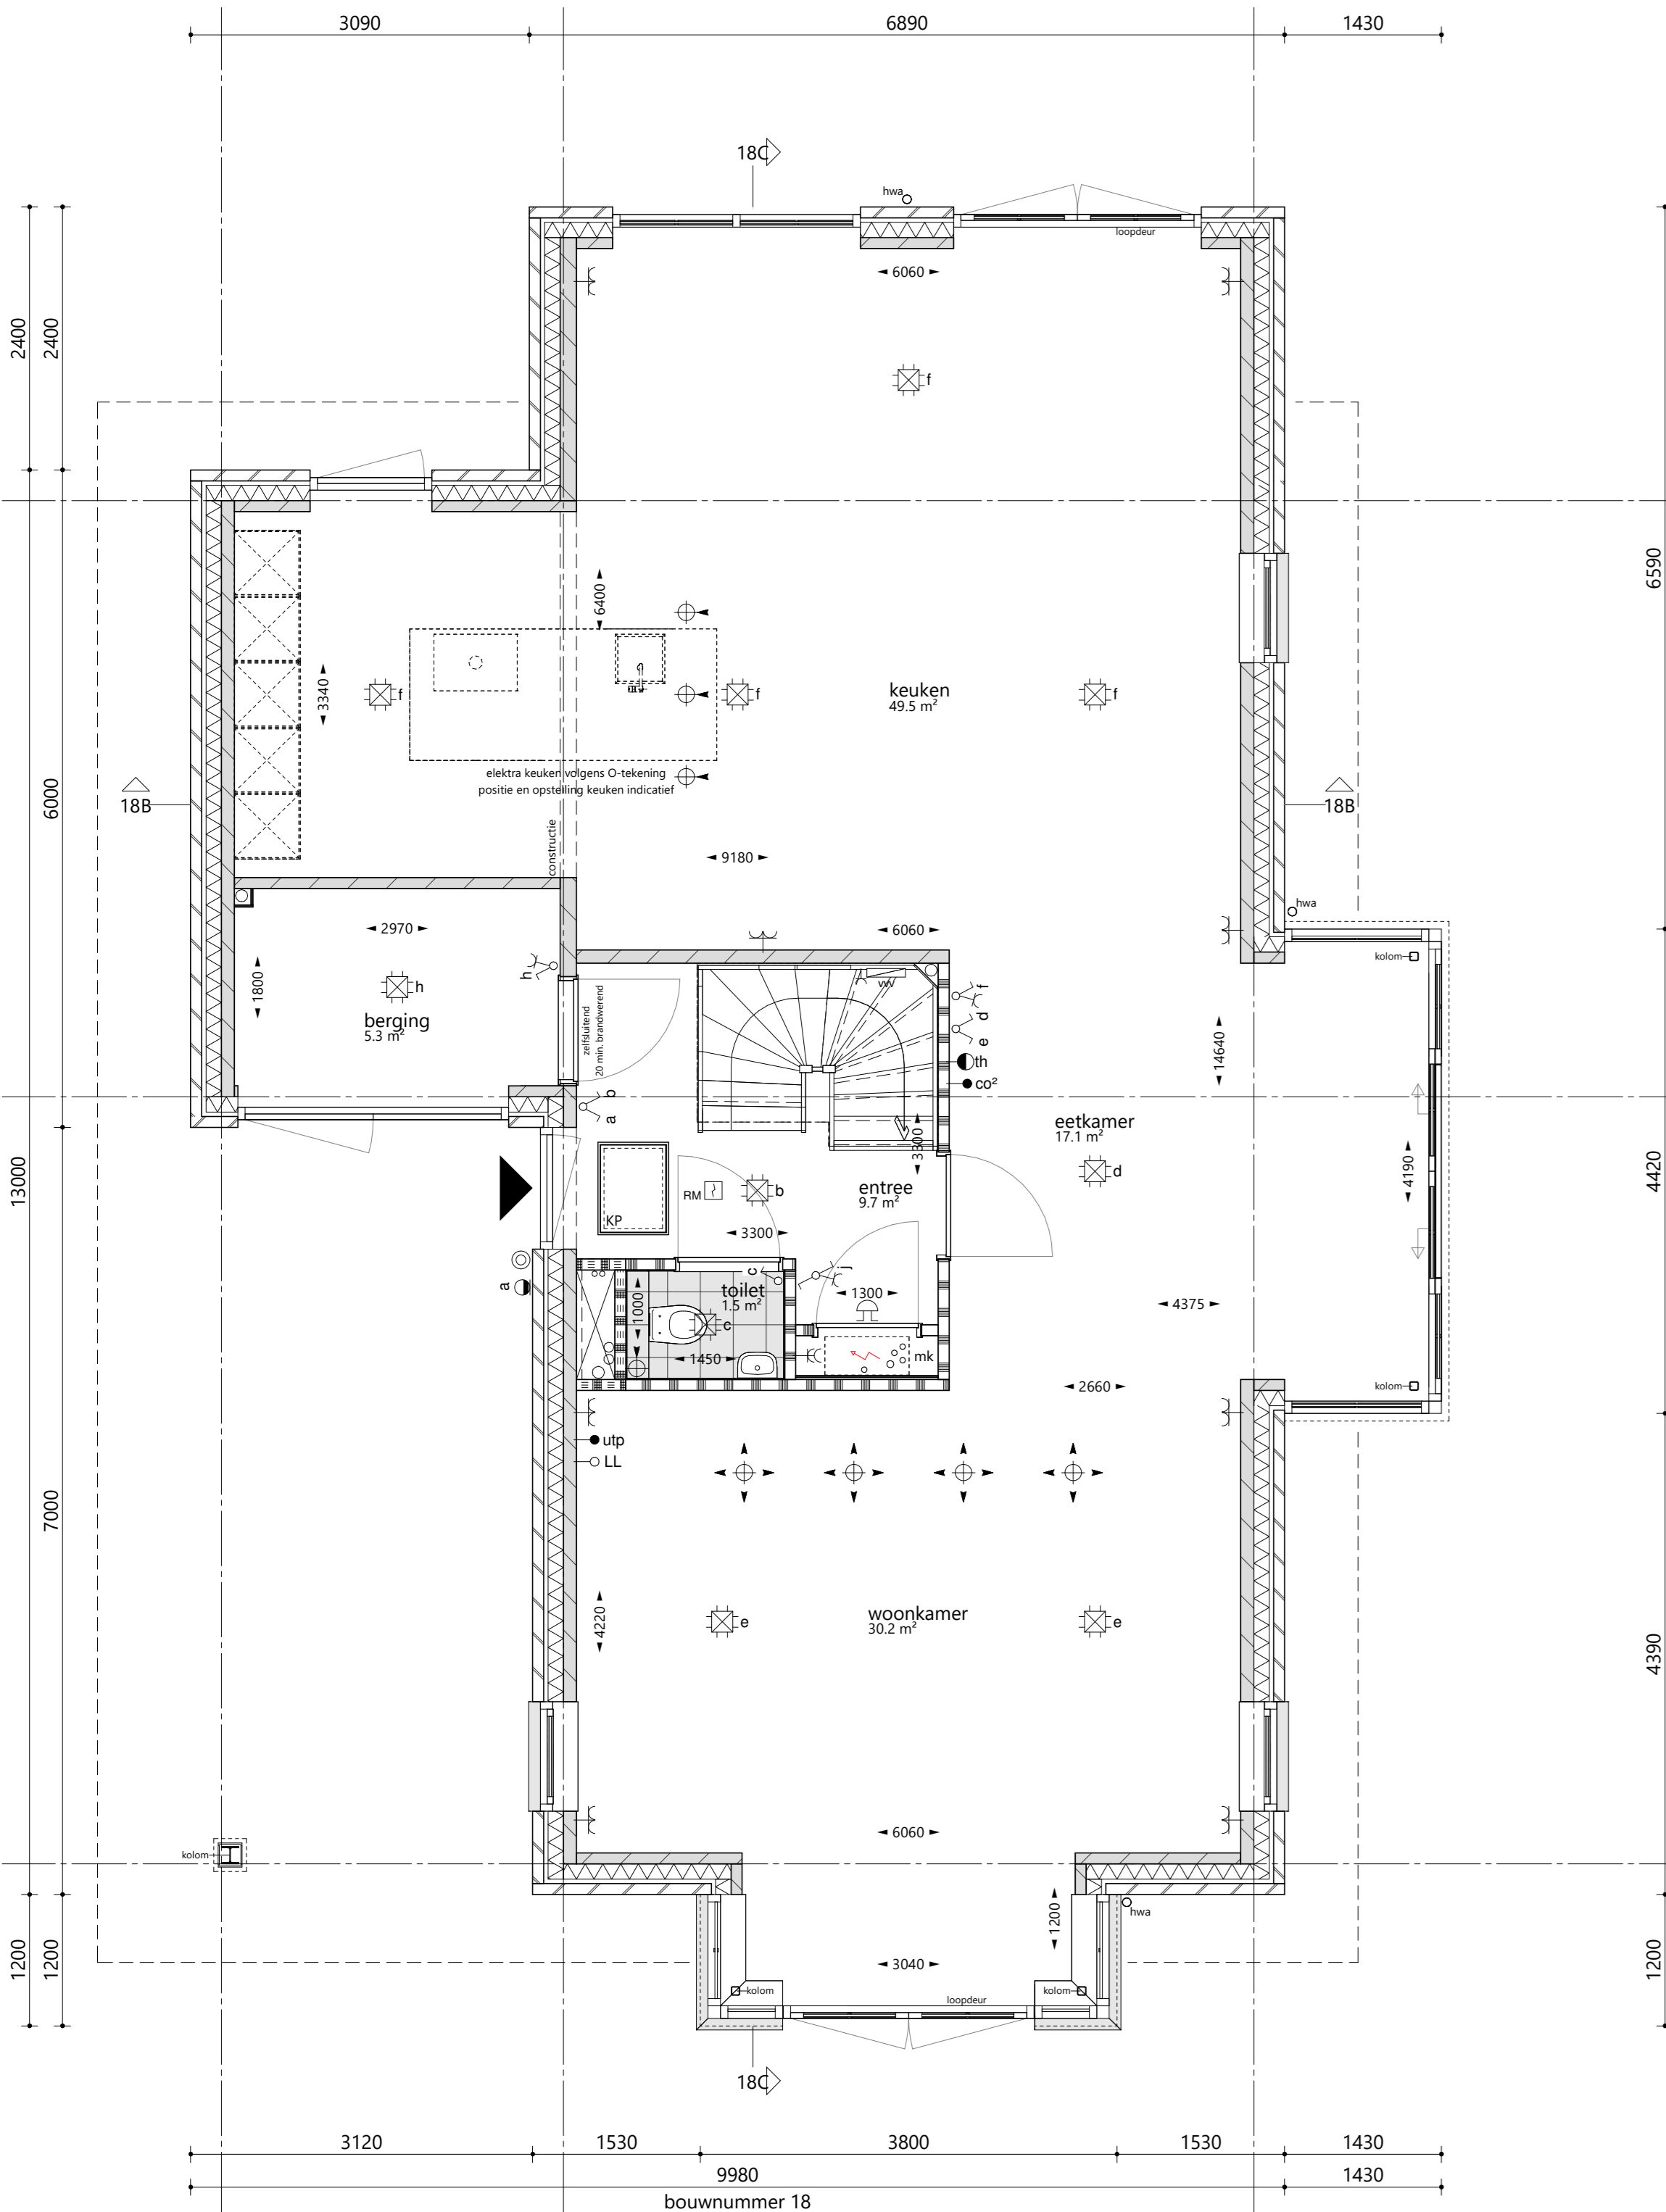 3090
6890
1430
18C
hwa
loopdeur
6060
2400
2400
f
6590
6400
3340
f
f
keuken
49.5 m²
f
elektra keuken volgens O-tekening
positie en opstelling keuken indicatief
6000
18B
18B
constructie
9180
hwa
2970
6060
kolom
h
vvv
1800
h
berging
5.3 m²
zelfsluitend
20 min. brandwerend
f
d
e
th
co²
14640
b
a
3300
eetkamer
17.1 m²
d
13000
4190
4420
RM
b
entree
9.7 m²
KP
3300
a
c
j
toilet
1.5 m²
1000
1300
4375
c
1450
mk
2660
kolom
utp
LL
7000
4220
woonkamer
30.2 m²
e
e
4390
6060
kolom
1200
hwa
1200
1200
1200
3040
kolom
kolom
loopdeur
18C
3120
1530
3800
1530
1430
9980
1430
bouwnummer 18